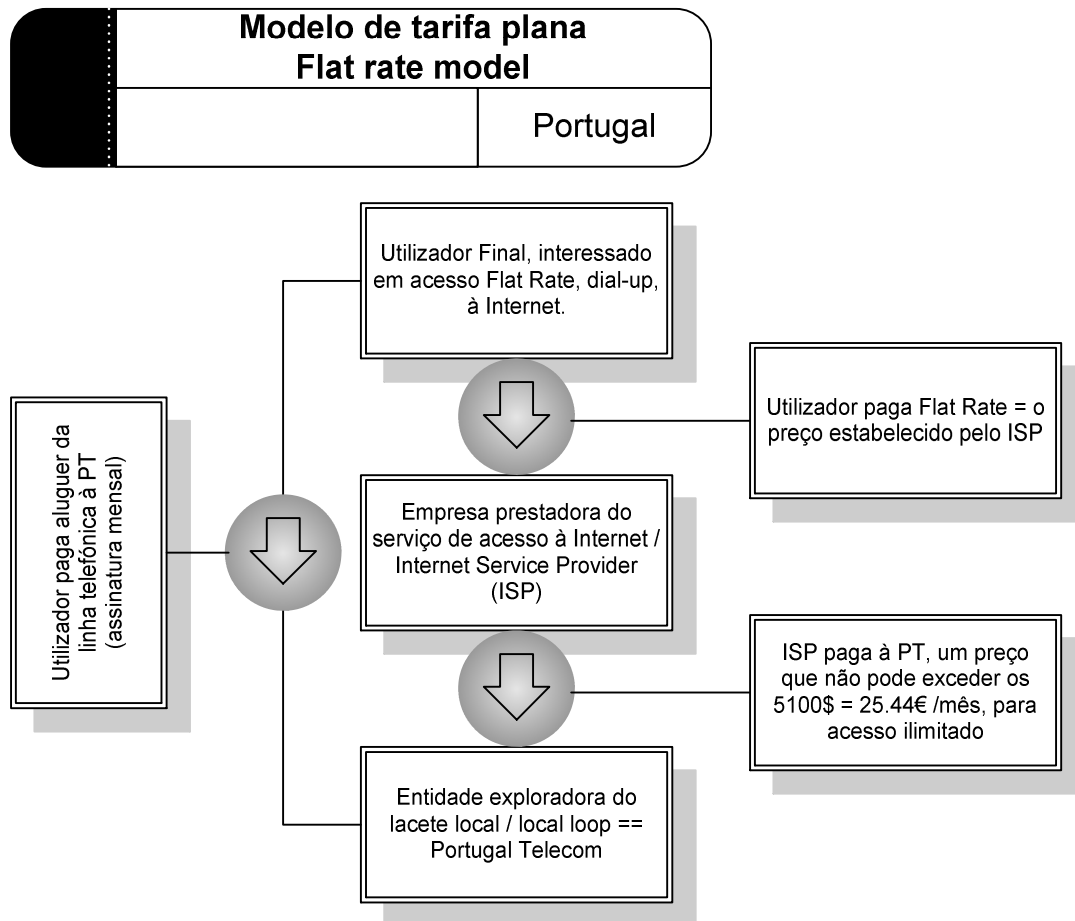 Modelo de tarifa plana
Flat rate model
Portugal
Utilizador Final, interessado
em acesso Flat Rate, dial-up,
à Internet.
Utilizador paga Flat Rate = o
preço estabelecido pelo ISP
Utilizador paga aluguer da
linha telefónica à PT
(assinatura mensal)
Empresa prestadora do
serviço de acesso à Internet /
Internet Service Provider
(ISP)
ISP paga à PT, um preço
que não pode exceder os
5100$ = 25.44€ /mês, para
acesso ilimitado
Entidade exploradora do
lacete local / local loop ==
Portugal Telecom